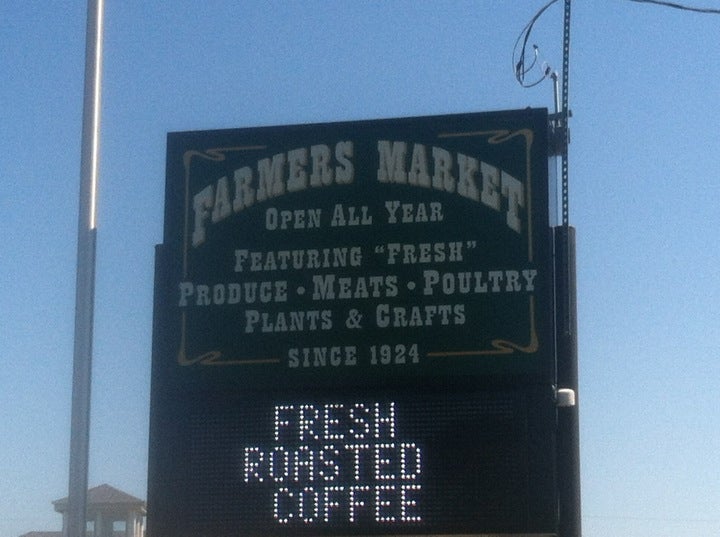 FARMERS MARKET
OPEN ALL YEAR
FEATURING "FRESH"
PRODUCE • MEATS • POULTRY
PLANTS & CRAFTS
SINCE 1924
FRESH
ROASTED
COFFEE